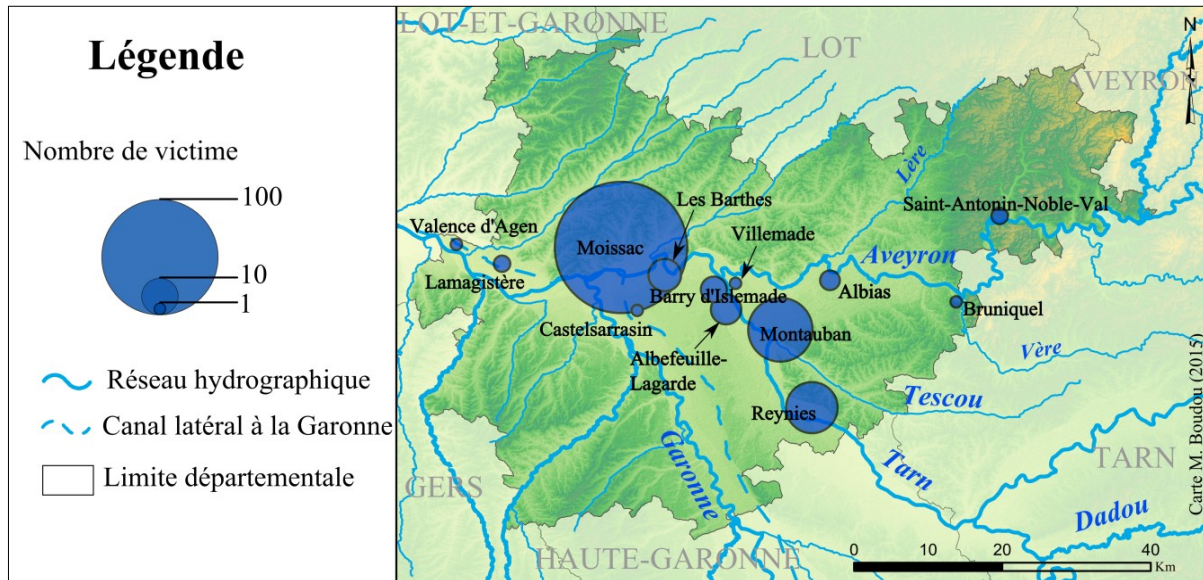 Légende
Nombre de victime
100
10
1
Réseau hydrographique
Canal latéral à la Garonne
Limite départementale
LOT-ET-GARONNE
LOT
AVEYRON
N
Lère
Les Barthes
Saint-Antonin-Noble-Val
Valence d'Agen
Villemade
Moissac
Aveyron
Lamagistère
Barry d'Islemade
Albias
Bruniquel
Castelsarrasin
Montauban
Albefeuille-
Lagarde
Vère
Tescou
Reynies
Garonne
Tarn
TARN
GERS
Dadou
HAUTE-GARONNE
0 10 20 30 40
Km
Carte M. Boudou (2015)